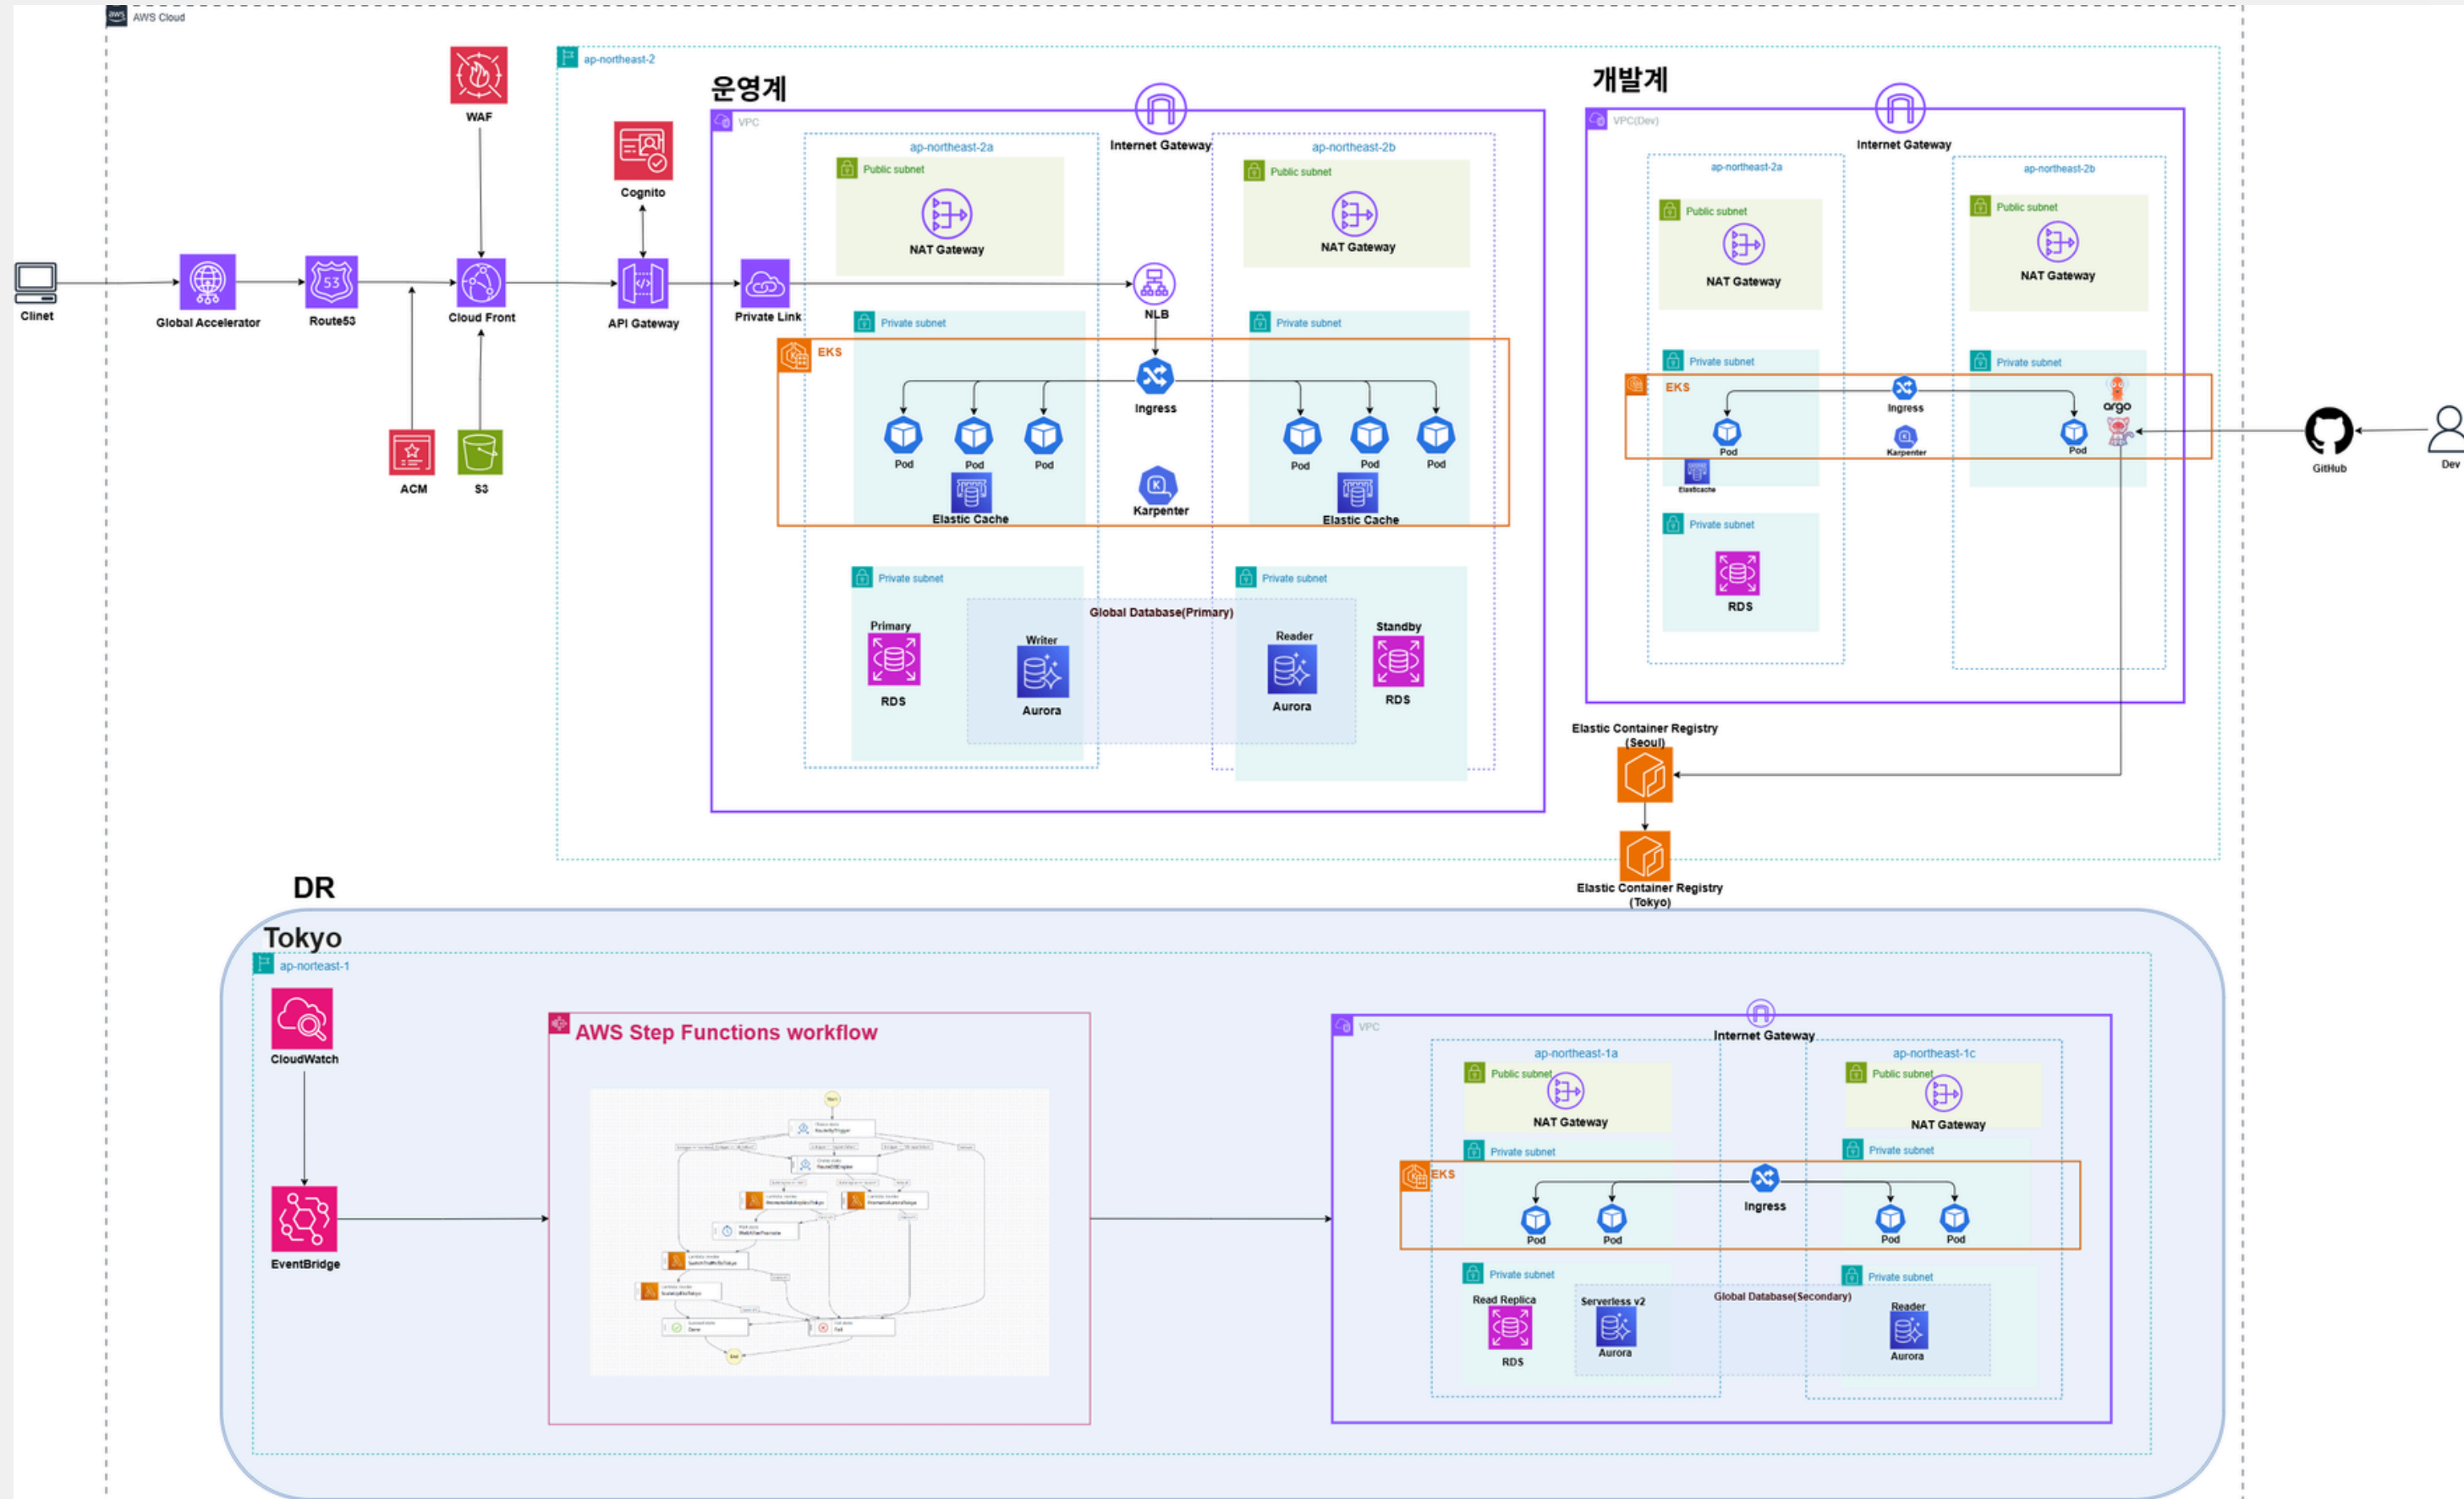 aws
AWS Cloud
ap-northeast-2
WAF
Cognito
Clinet
Global Accelerator
53
Route53
Cloud Front
API Gateway
Private Link
ACM
S3
운영계
VPC
Internet Gateway
ap-northeast-2a
ap-northeast-2b
Public subnet
NAT Gateway
Public subnet
NAT Gateway
NLB
Private subnet
Private subnet
EKS
Ingress
Pod
Pod
Pod
Pod
Pod
Pod
Elastic Cache
Karpenter
Elastic Cache
Private subnet
Private subnet
Global Database(Primary)
Primary
RDS
Writer
Aurora
Reader
Aurora
Standby
RDS
개발계
VPC(Dev)
Internet Gateway
ap-northeast-2a
ap-northeast-2b
Public subnet
NAT Gateway
Public subnet
NAT Gateway
Private subnet
Private subnet
EKS
Ingress
argo
Pod
Karpenter
Pod
Elasticache
Private subnet
RDS
GitHub
Dev
Elastic Container Registry
(Seoul)
Elastic Container Registry
(Tokyo)
DR
Tokyo
ap-norteast-1
CloudWatch
EventBridge
AWS Step Functions workflow
Start
End
VPC
Internet Gateway
ap-northeast-1a
ap-northeast-1c
Public subnet
NAT Gateway
Public subnet
NAT Gateway
Private subnet
Private subnet
EKS
Ingress
Pod
Pod
Pod
Pod
Private subnet
Private subnet
Global Database(Secondary)
Read Replica
RDS
Serverless v2
Aurora
Reader
Aurora